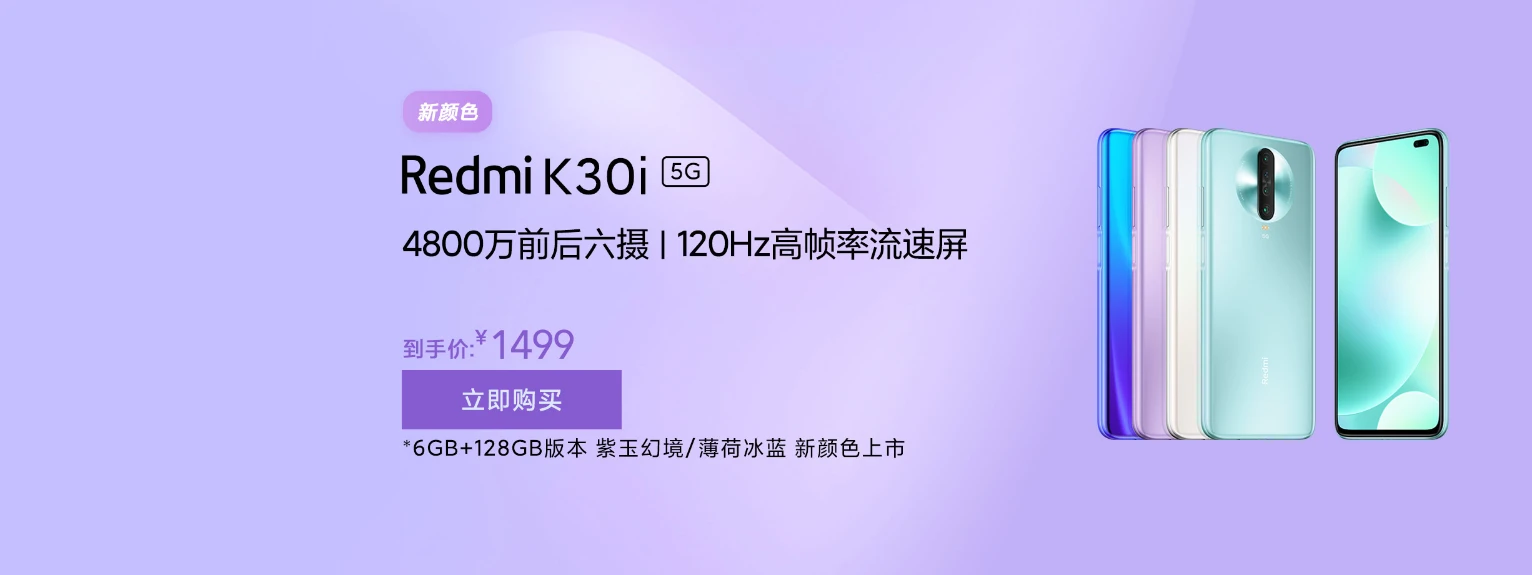 新颜色
Redmi K30i 5G
4800万前后六摄 | 120Hz高帧率流速屏
到手价:¥1499
立即购买
*6GB+128GB版本 紫玉幻境/薄荷冰蓝 新颜色上市
Redmi